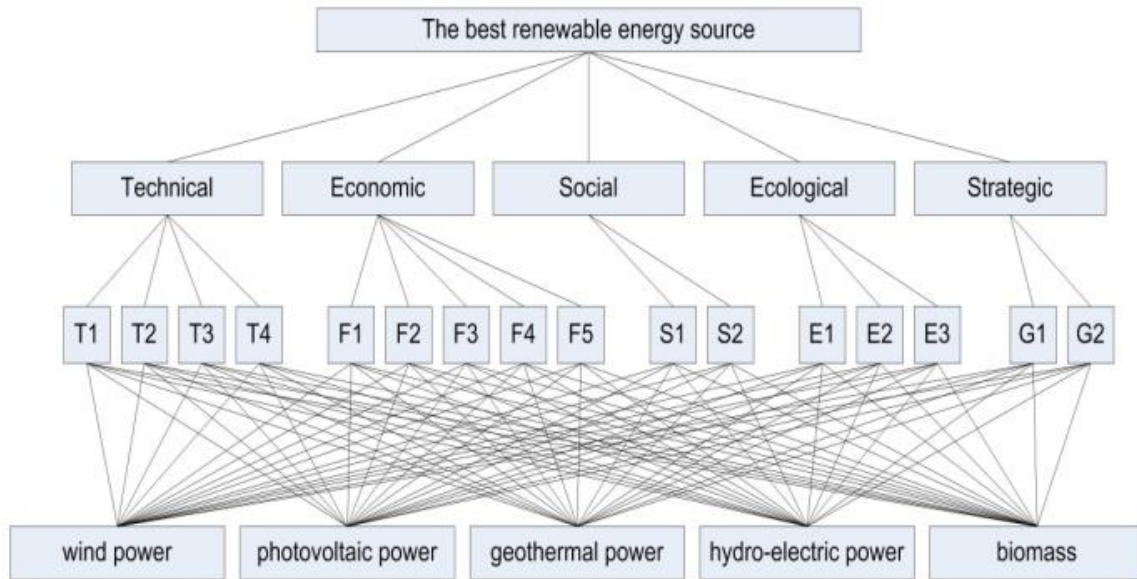 The best renewable energy source
Technical Economic Social Ecological Strategic
T1 T2 T3 T4 F1 F2 F3 F4 F5 S1 S2 E1 E2 E3 G1 G2
wind power photovoltaic power geothermal power hydro-electric power biomass